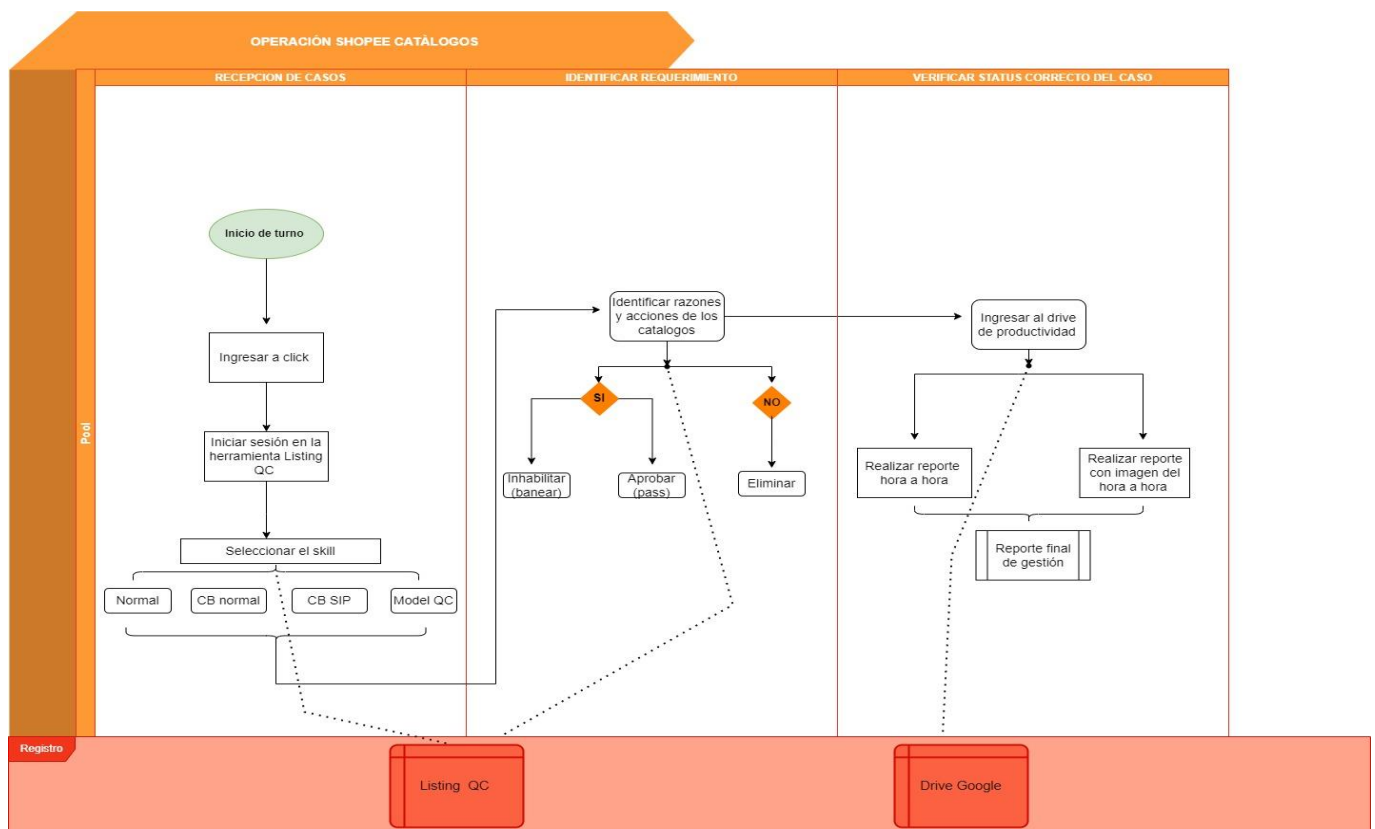 OPERACIÓN SHOPEE CATÁLOGOS
RECEPCION DE CASOS
IDENTIFICAR REQUERIMIENTO
VERIFICAR STATUS CORRECTO DEL CASO
Pool
Inicio de turno
Ingresar a click
Iniciar sesión en la
herramienta Listing
QC
Seleccionar el skill
Normal
CB normal
CB SIP
Model QC
Identificar razones
y acciones de los
catalogos
SI
NO
Inhabilitar
(banear)
Aprobar
(pass)
Eliminar
Ingresar al drive
de productividad
Realizar reporte
hora a hora
Realizar reporte
con imagen del
hora a hora
Reporte final
de gestión
Registro
Listing QC
Drive Google